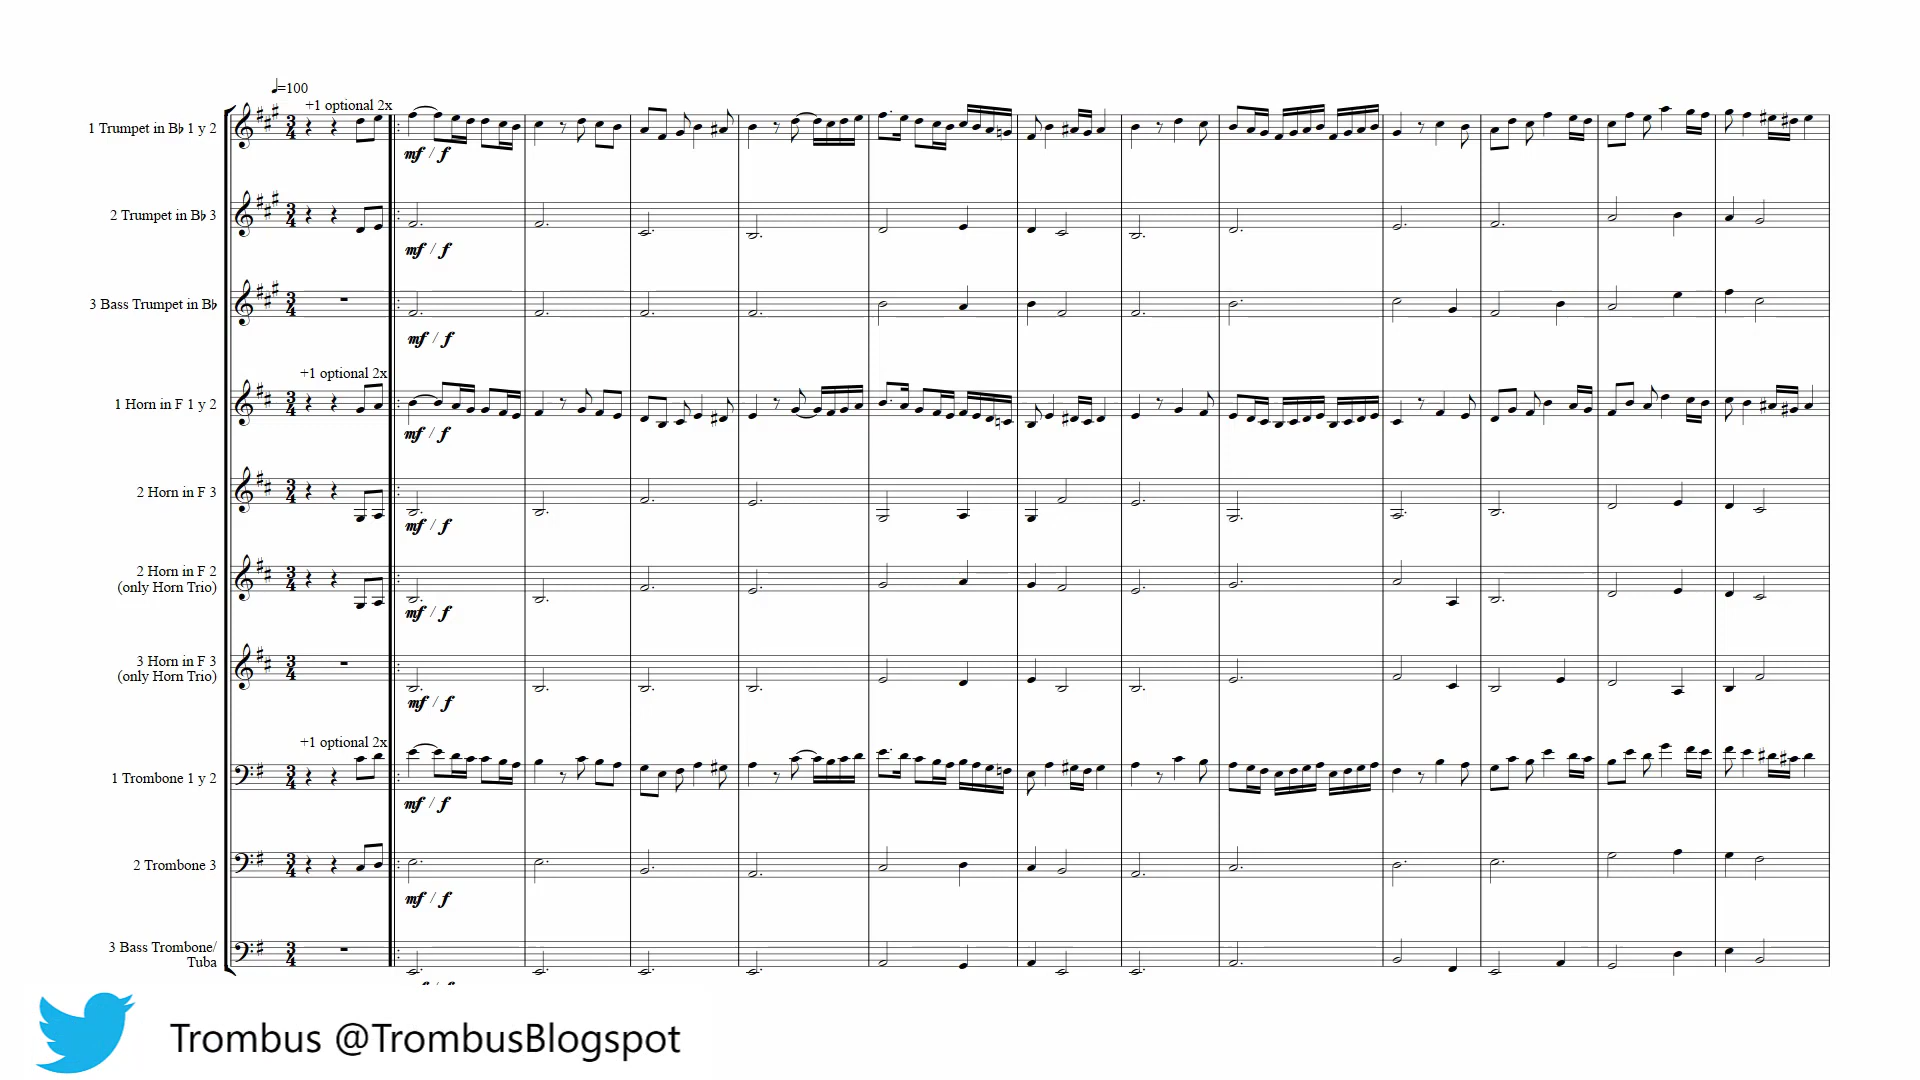 ♩=100
+1 optional 2x
1 Trumpet in B♭ 1 y 2
mf / f
2 Trumpet in B♭ 3
mf / f
3 Bass Trumpet in B♭
mf / f
+1 optional 2x
1 Horn in F 1 y 2
mf / f
2 Horn in F 3
mf / f
2 Horn in F 2
(only Horn Trio)
mf / f
3 Horn in F 3
(only Horn Trio)
mf / f
+1 optional 2x
1 Trombone 1 y 2
mf / f
2 Trombone 3
mf / f
3 Bass Trombone/
Tuba
Trombus @TrombusBlogspot